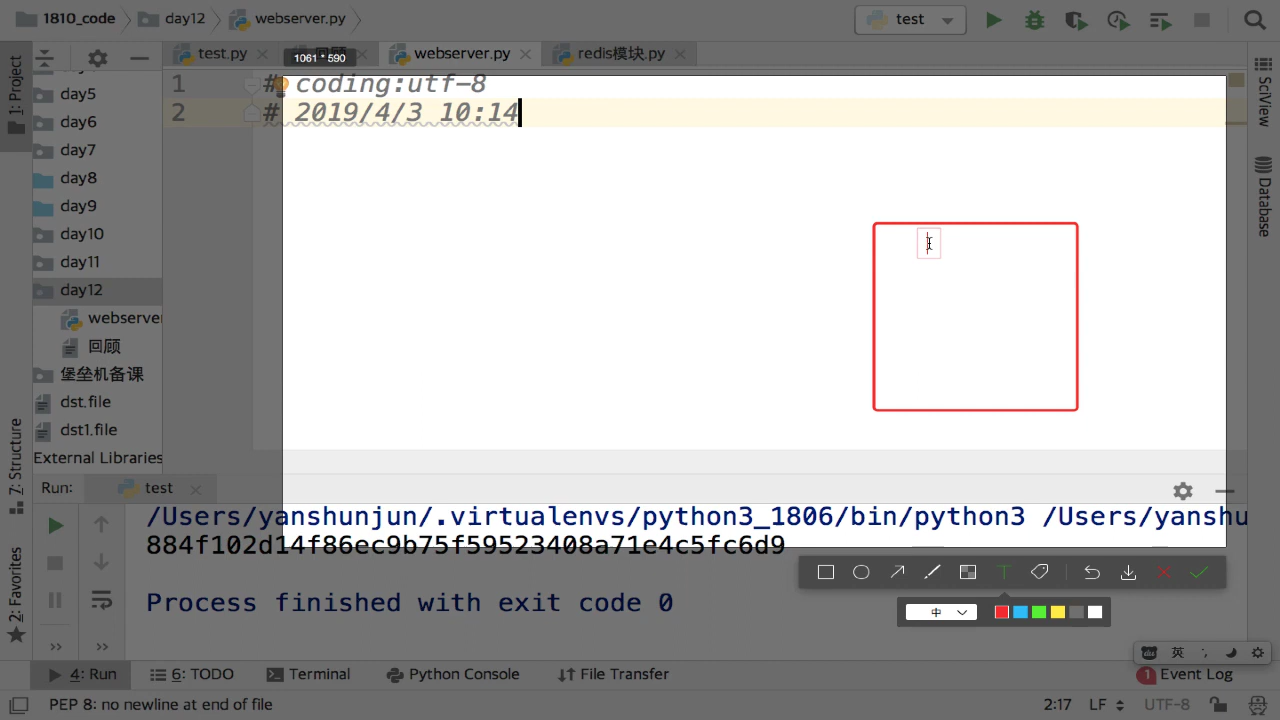 1810_code day12 webserver.py test
test.py 回顾 webserver.py redis模块.py
1061 * 590
1 # coding:utf-8
2 # 2019/4/3 10:14
1: Project
day5
day6
day7
day8
day9
day10
day11
day12
webserver
回顾
堡垒机备课
dst.file
dst1.file
External Libraries
7: Structure
2: Favorites
SciView
Database
Run: test
/Users/yanshunjun/.virtualenvs/python3_1806/bin/python3 /Users/yanshu
884f102d14f86ec9b75f59523408a71e4c5fc6d9
Process finished with exit code 0
中
英
4: Run 6: TODO Terminal Python Console File Transfer 1 Event Log
PEP 8: no newline at end of file 2:17 LF UTF-8